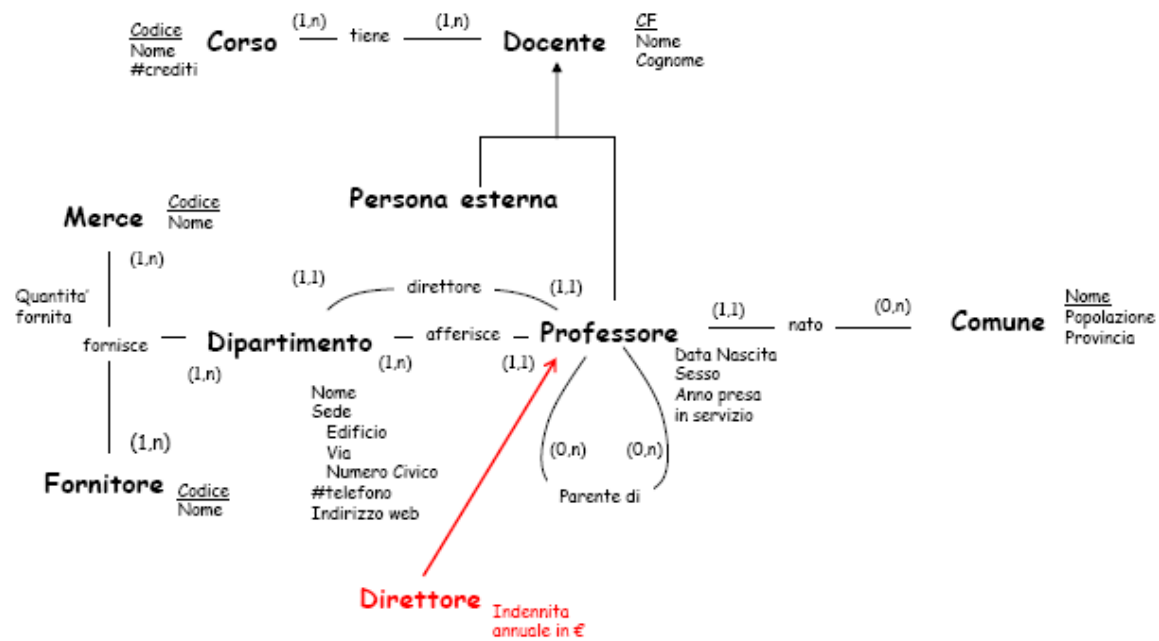 Codice
Nome
#crediti
Corso
(1,n)
tiene
(1,n)
Docente
CF
Nome
Cognome
Persona esterna
Merce
Codice
Nome
(1,n)
Quantita'
fornita
fornisce
(1,n)
(1,1)
direttore
(1,1)
Dipartimento
afferisce
(1,n)
(1,1)
Professore
(1,1)
nato
(0,n)
Comune
Nome
Popolazione
Provincia
Data Nascita
Sesso
Anno presa
in servizio
Nome
Sede
Edificio
Via
Numero Civico
#telefono
Indirizzo web
(0,n)
(0,n)
Parente di
(1,n)
Fornitore
Codice
Nome
Direttore
Indennita
annuale in €